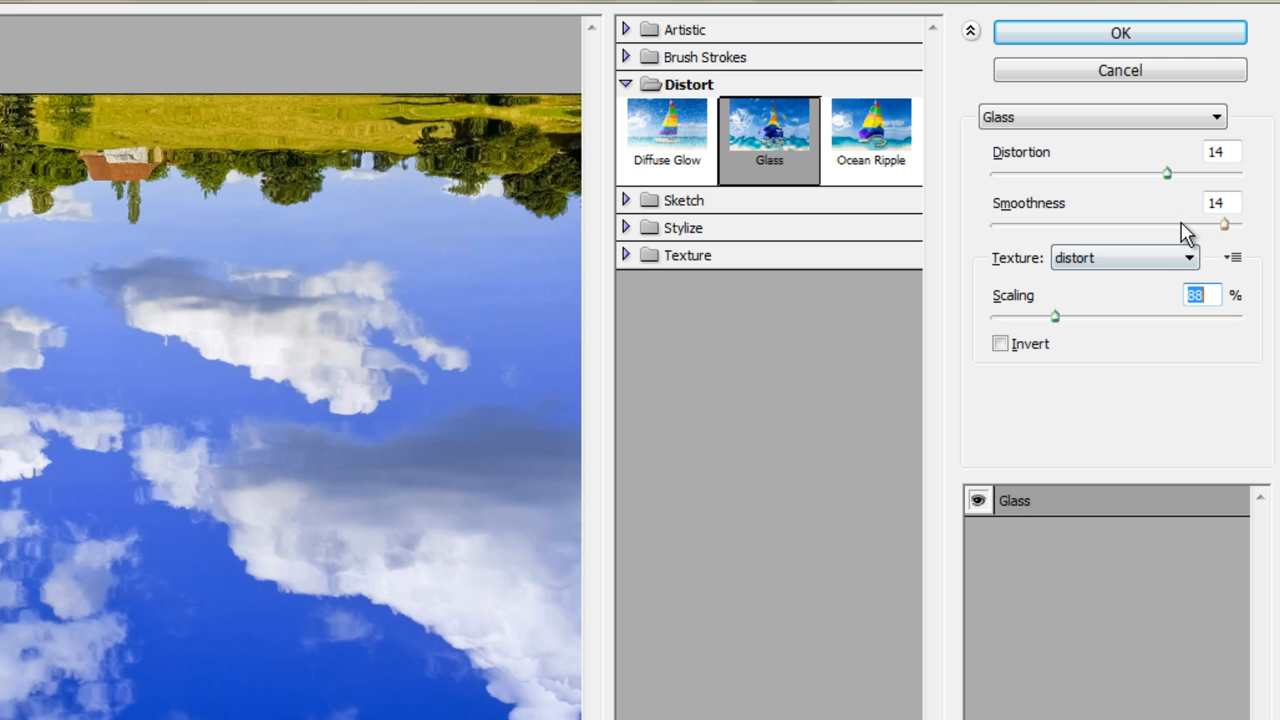 Artistic
Brush Strokes
Distort
Diffuse Glow
Glass
Ocean Ripple
Sketch
Stylize
Texture
OK
Cancel
Glass
Distortion 14
Smoothness 14
Texture: distort
Scaling 88 %
Invert
Glass